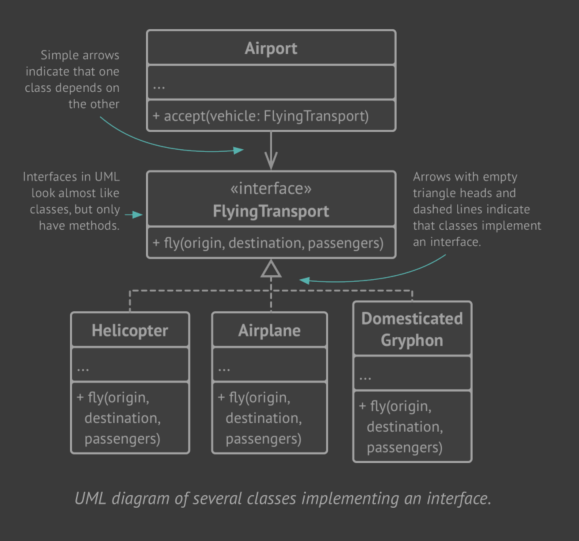 Airport
...
+ accept(vehicle: FlyingTransport)
Simple arrows
indicate that one
class depends on
the other
Interfaces in UML
look almost like
classes, but only
have methods.
«interface»
FlyingTransport
+ fly(origin, destination, passengers)
Arrows with empty
triangle heads and
dashed lines indicate
that classes implement
an interface.
Helicopter
...
+ fly(origin,
destination,
passengers)
Airplane
...
+ fly(origin,
destination,
passengers)
Domesticated
Gryphon
...
+ fly(origin,
destination,
passengers)
UML diagram of several classes implementing an interface.